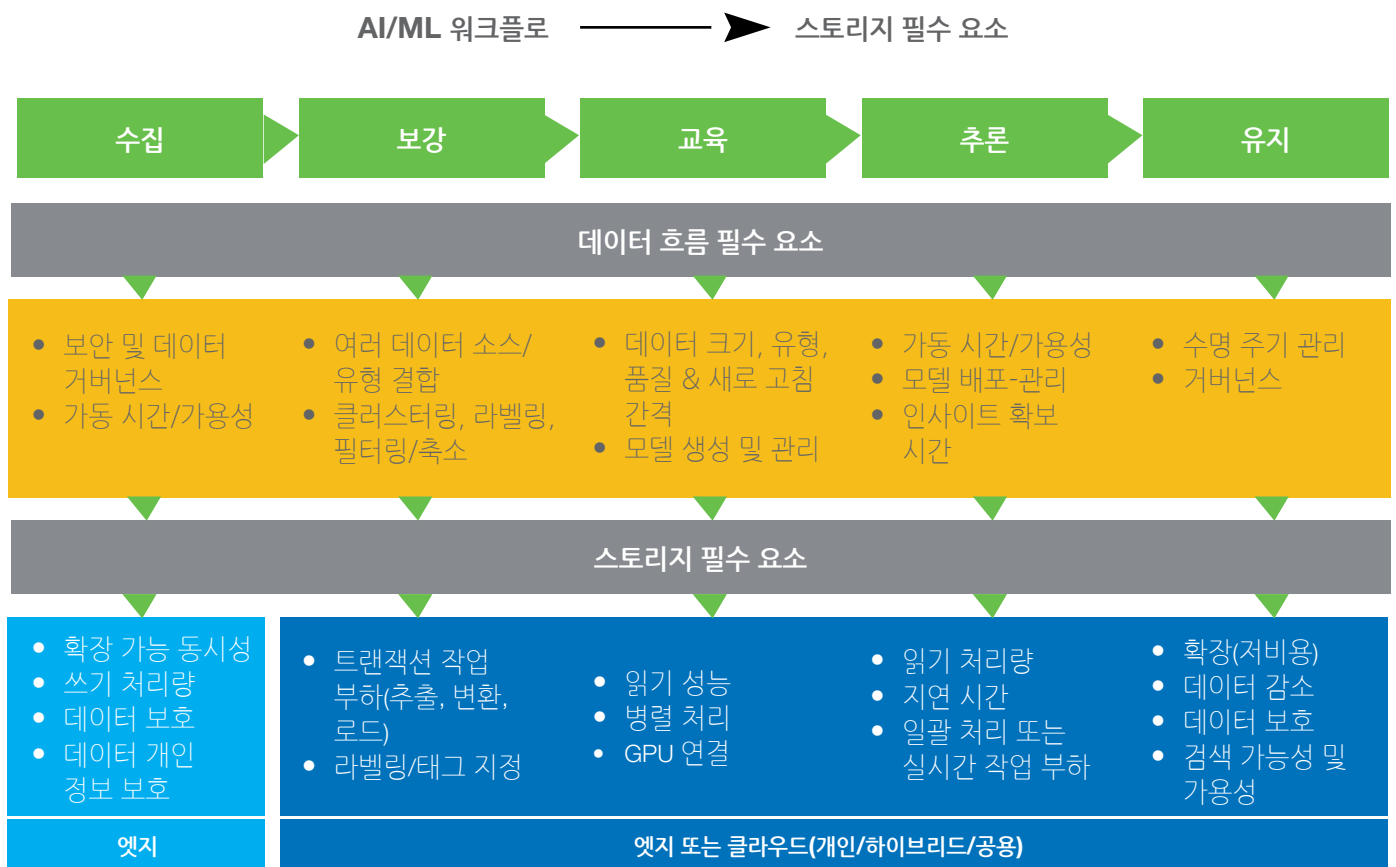 AI/ML 워크플로
스토리지 필수 요소
수집
보강
교육
추론
유지
데이터 흐름 필수 요소
• 보안 및 데이터
거버넌스
• 가동 시간/가용성
• 여러 데이터 소스/
유형 결합
• 클러스터링, 라벨링,
필터링/축소
• 데이터 크기, 유형,
품질 & 새로 고침
간격
• 모델 생성 및 관리
• 가동 시간/가용성
• 모델 배포-관리
• 인사이트 확보
시간
• 수명 주기 관리
• 거버넌스
스토리지 필수 요소
• 확장 가능 동시성
• 쓰기 처리량
• 데이터 보호
• 데이터 개인
정보 보호
• 트랜잭션 작업
부하(추출, 변환,
로드)
• 라벨링/태그 지정
• 읽기 성능
• 병렬 처리
• GPU 연결
• 읽기 처리량
• 지연 시간
• 일괄 처리 또는
실시간 작업 부하
• 확장(저비용)
• 데이터 감소
• 데이터 보호
• 검색 가능성 및
가용성
엣지
엣지 또는 클라우드(개인/하이브리드/공용)